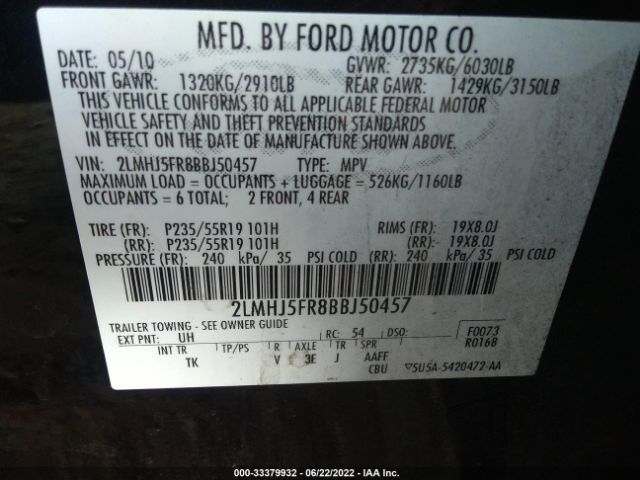 MFD. BY FORD MOTOR CO.
DATE: 05/10 GVWR: 2735KG/6030LB
FRONT GAWR: 1320KG/2910LB REAR GAWR: 1429KG/3150LB
THIS VEHICLE CONFORMS TO ALL APPLICABLE FEDERAL MOTOR
VEHICLE SAFETY AND THEFT PREVENTION STANDARDS
IN EFFECT ON THE DATE OF MANUFACTURE SHOWN ABOVE.
VIN: 2LMHJ5FR8BBJ50457 TYPE: MPV
MAXIMUM LOAD = OCCUPANTS + LUGGAGE = 526KG/1160LB
OCCUPANTS = 6 TOTAL; 2 FRONT, 4 REAR
TIRE (FR): P235/55R19 101H RIMS (FR): 19X8.0J
(RR): P235/55R19 101H (RR): 19X8.0J
PRESSURE (FR): 240 kPa/ 35 PSI COLD (RR): 240 kPa/ 35 PSI COLD
2LMHJ5FR8BBJ50457
TRAILER TOWING - SEE OWNER GUIDE
EXT PNT: UH RC: 54 DSO: F0073
R0168
INT TR TP/PS R AXLE TR SPR
TK V 3E J AAFF
CBU 5U5A-5420472-AA
000-33379932 - 06/22/2022 - IAA Inc.